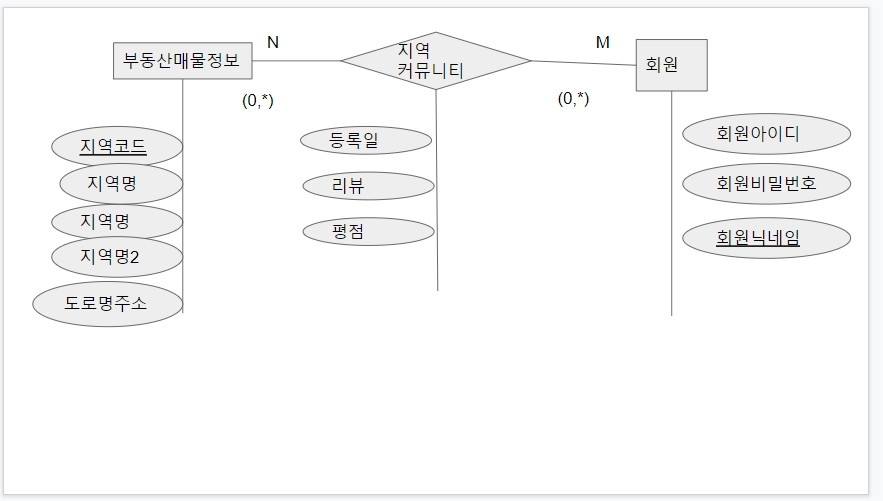 부동산매물정보
N
(0,*)
지역
커뮤니티
M
(0,*)
회원
지역코드
지역명
지역명
지역명2
도로명주소
등록일
리뷰
평점
회원아이디
회원비밀번호
회원닉네임